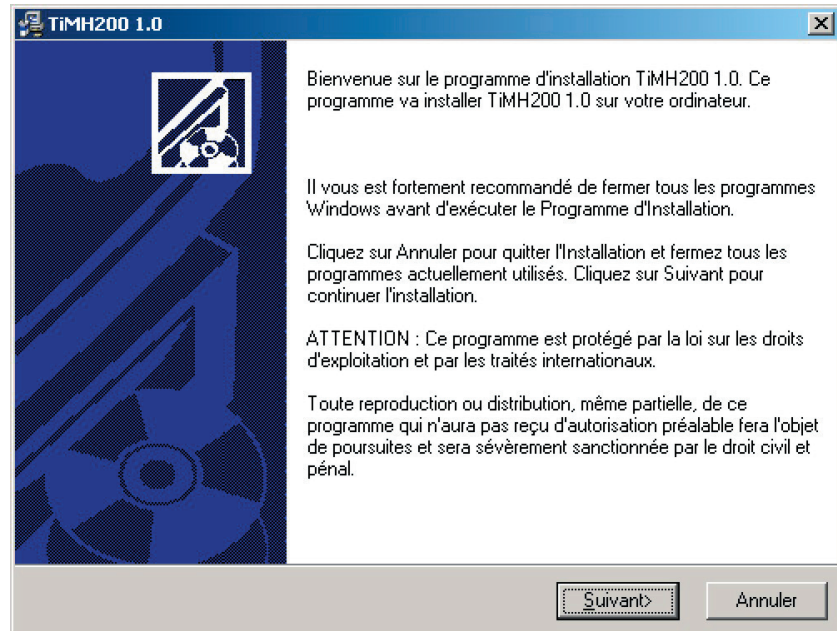 TiMH200 1.0
Bienvenue sur le programme d'installation TiMH200 1.0. Ce
programme va installer TiMH200 1.0 sur votre ordinateur.
Il vous est fortement recommandé de fermer tous les programmes
Windows avant d'exécuter le Programme d'Installation.
Cliquez sur Annuler pour quitter l'Installation et fermez tous les
programmes actuellement utilisés. Cliquez sur Suivant pour
continuer l'installation.
ATTENTION : Ce programme est protégé par la loi sur les droits
d'exploitation et par les traités internationaux.
Toute reproduction ou distribution, même partielle, de ce
programme qui n'aura pas reçu d'autorisation préalable fera l'objet
de poursuites et sera sévèrement sanctionnée par le droit civil et
pénal.
Suivant>
Annuler